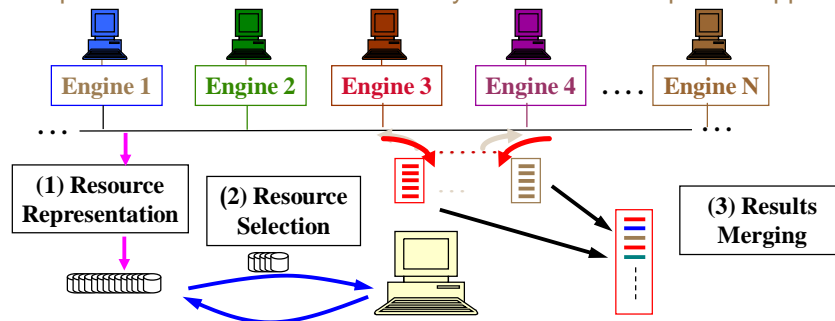 Engine 1 Engine 2 Engine 3 Engine 4 .... Engine N
... ...
(1) Resource
Representation
(2) Resource
Selection
...
(3) Results
Merging